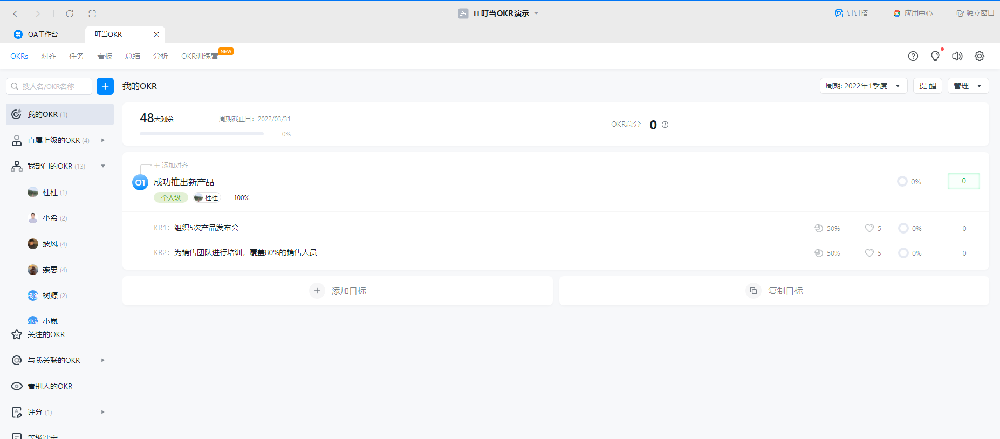 叮当OKR演示
钉钉搭
应用中心
独立窗口
OA工作台
叮当OKR
OKRs
对齐
任务
看板
总结
分析
OKR训练营
NEW
搜人名/OKR名称
我的OKR
周期: 2022年1季度
提 醒
管理
我的OKR (1)
直属上级的OKR (4)
我部门的OKR (13)
杜杜 (1)
小希 (2)
披风 (4)
奈思 (4)
树源
树源 (2)
小岚
小岚
关注的OKR
与我关联的OKR
看别人的OKR
评分 (1)
等级评定
48天剩余
周期截止日：2022/03/31
0%
OKR总分 0
添加对齐
O1
成功推出新产品
0%
0
个人级
杜杜
100%
KR1：组织5次产品发布会
50%
5
0%
0
KR2：为销售团队进行培训，覆盖80%的销售人员
50%
5
0%
0
添加目标
复制目标